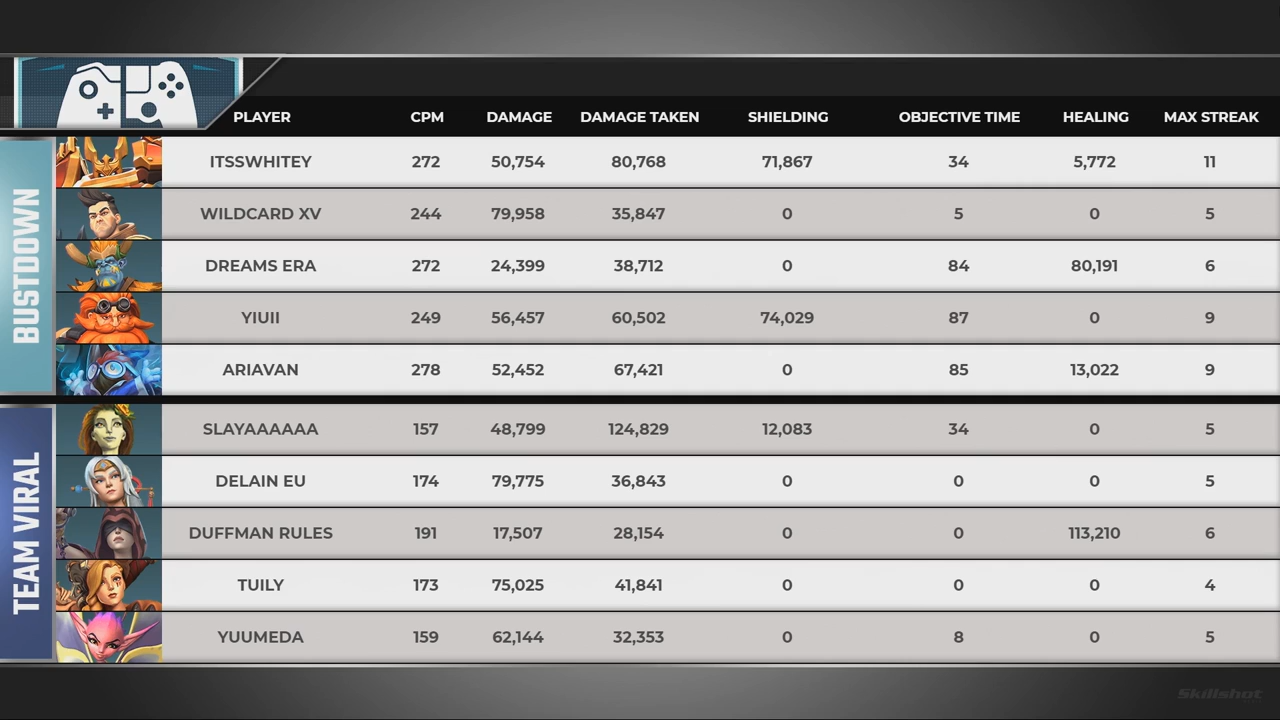 PLAYER CPM DAMAGE DAMAGE TAKEN SHIELDING OBJECTIVE TIME HEALING MAX STREAK
BUSTDOWN
ITSSWHITEY 272 50,754 80,768 71,867 34 5,772 11
WILDCARD XV 244 79,958 35,847 0 5 0 5
DREAMS ERA 272 24,399 38,712 0 84 80,191 6
YIUII 249 56,457 60,502 74,029 87 0 9
ARIAVAN 278 52,452 67,421 0 85 13,022 9
TEAM VIRAL
SLAYAAAAAA 157 48,799 124,829 12,083 34 0 5
DELAIN EU 174 79,775 36,843 0 0 0 5
DUFFMAN RULES 191 17,507 28,154 0 0 113,210 6
TUILY 173 75,025 41,841 0 0 0 4
YUUMEDA 159 62,144 32,353 0 8 0 5
Skillshot